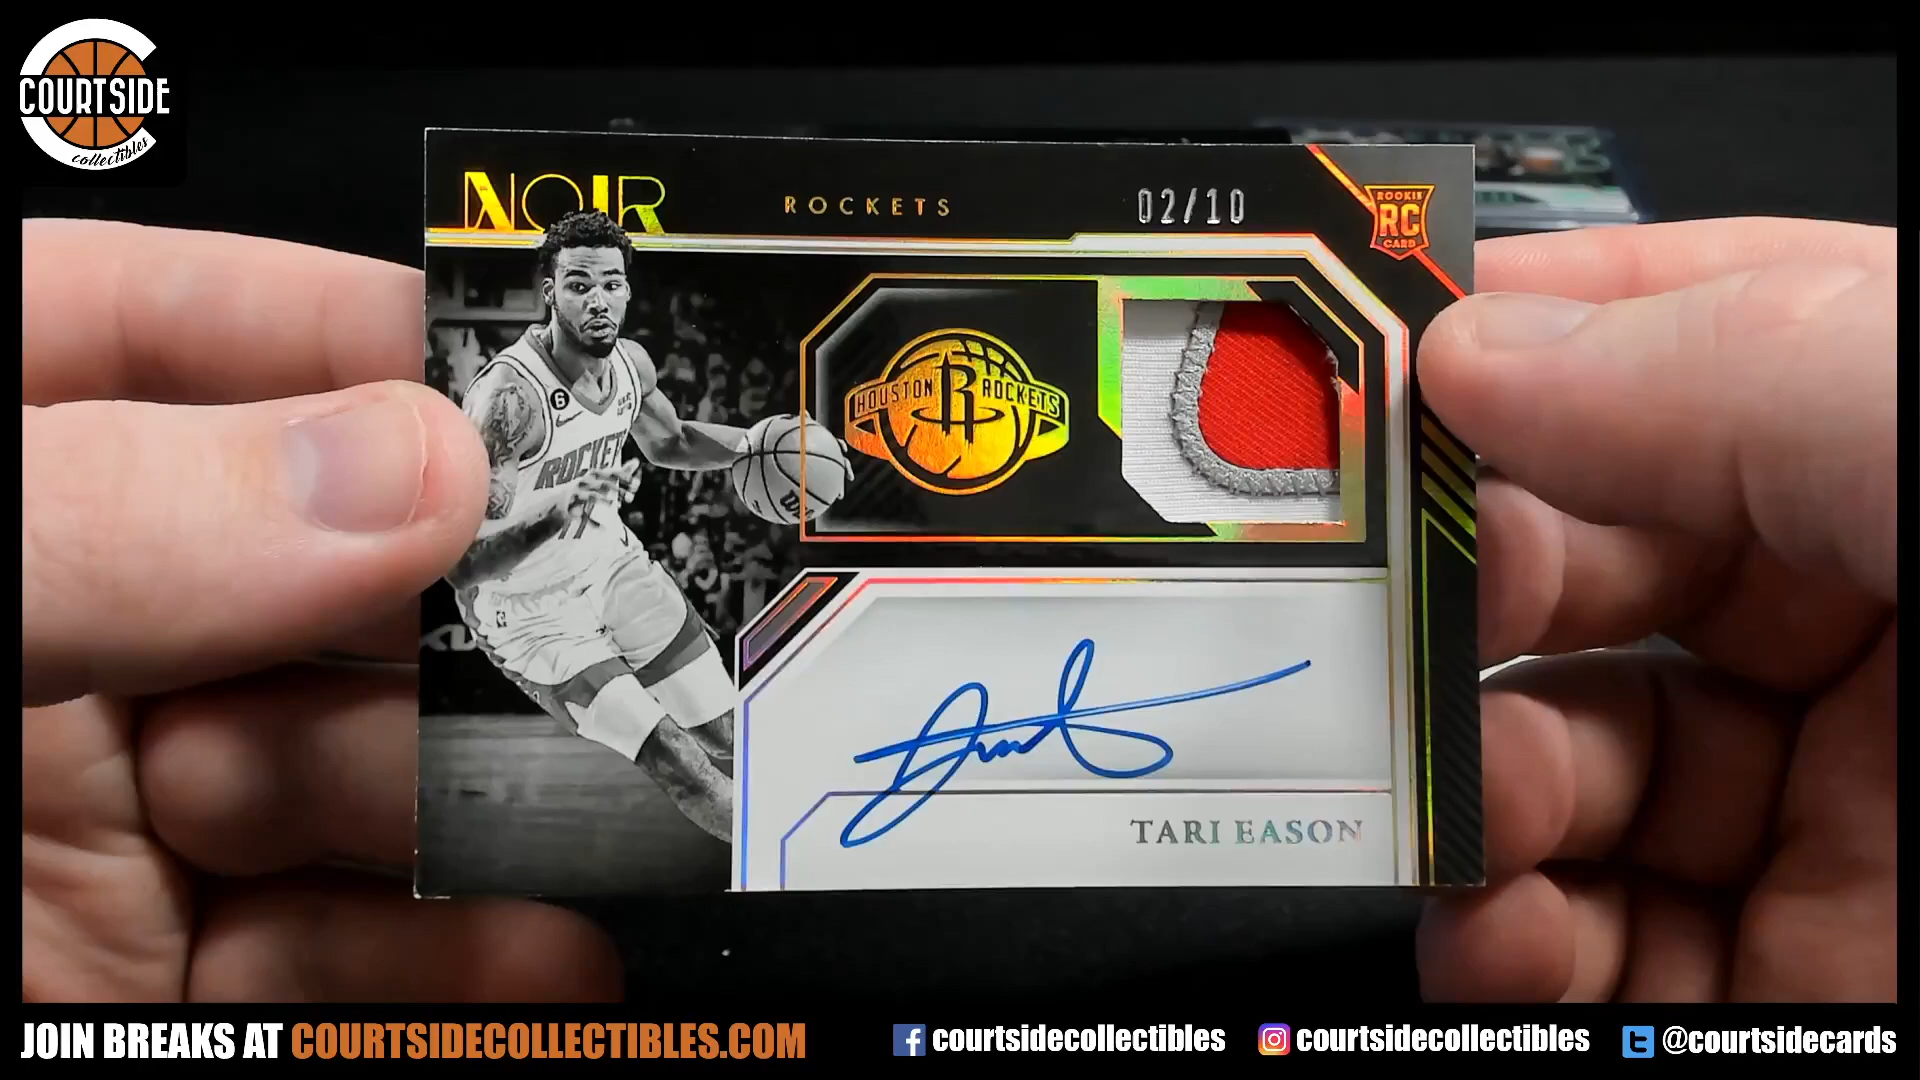 COURTSIDE
collectibles
NOIR
ROCKETS
02/10
ROOKIE
RC
CARD
HOUSTON R ROCKETS
6
ROCKETS
TARI EASON
JOIN BREAKS AT COURTSIDECOLLECTIBLES.COM
courtsidecollectibles
courtsidecollectibles
@courtsidecards